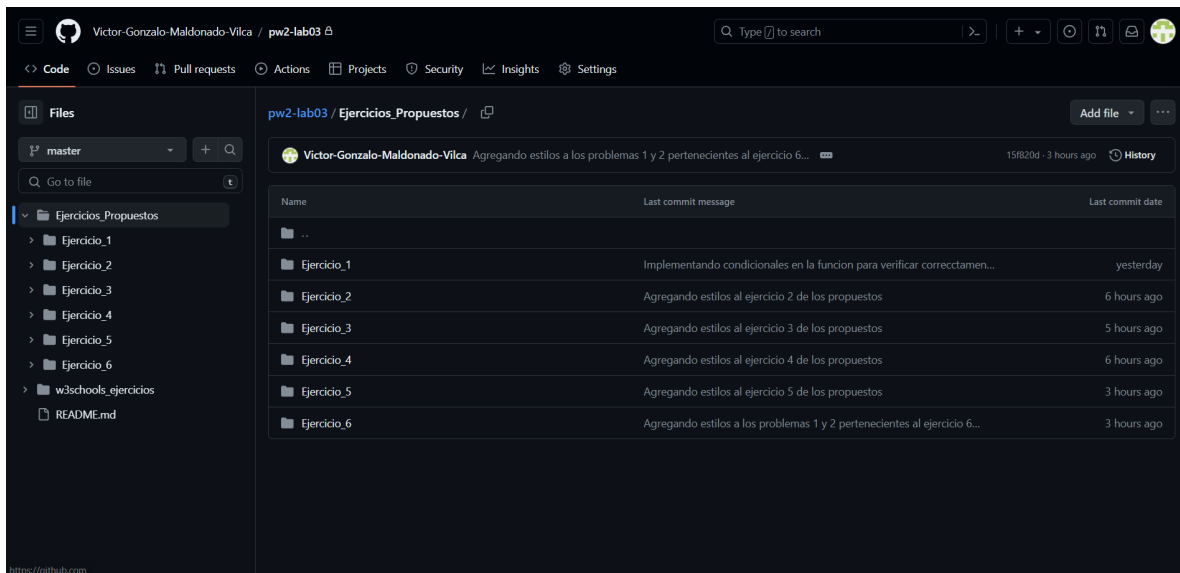 Victor-Gonzalo-Maldonado-Vilca / pw2-lab03
Type / to search
Code Issues Pull requests Actions Projects Security Insights Settings
Files
pw2-lab03 / Ejercicios_Propuestos /
Add file
master
Victor-Gonzalo-Maldonado-Vilca Agregando estilos a los problemas 1 y 2 pertenecientes al ejercicio 6...
15f820d · 3 hours ago History
Go to file t
Name Last commit message Last commit date
Ejercicios_Propuestos
..
Ejercicio_1
Ejercicio_2
Ejercicio_3
Ejercicio_4
Ejercicio_5
Ejercicio_6
w3schools_ejercicios
README.md
Ejercicio_1 Implementando condicionales en la funcion para verificar correcctamen... yesterday
Ejercicio_2 Agregando estilos al ejercicio 2 de los propuestos 6 hours ago
Ejercicio_3 Agregando estilos al ejercicio 3 de los propuestos 5 hours ago
Ejercicio_4 Agregando estilos al ejercicio 4 de los propuestos 6 hours ago
Ejercicio_5 Agregando estilos al ejercicio 5 de los propuestos 3 hours ago
Ejercicio_6 Agregando estilos a los problemas 1 y 2 pertenecientes al ejercicio 6... 3 hours ago
https://github.com